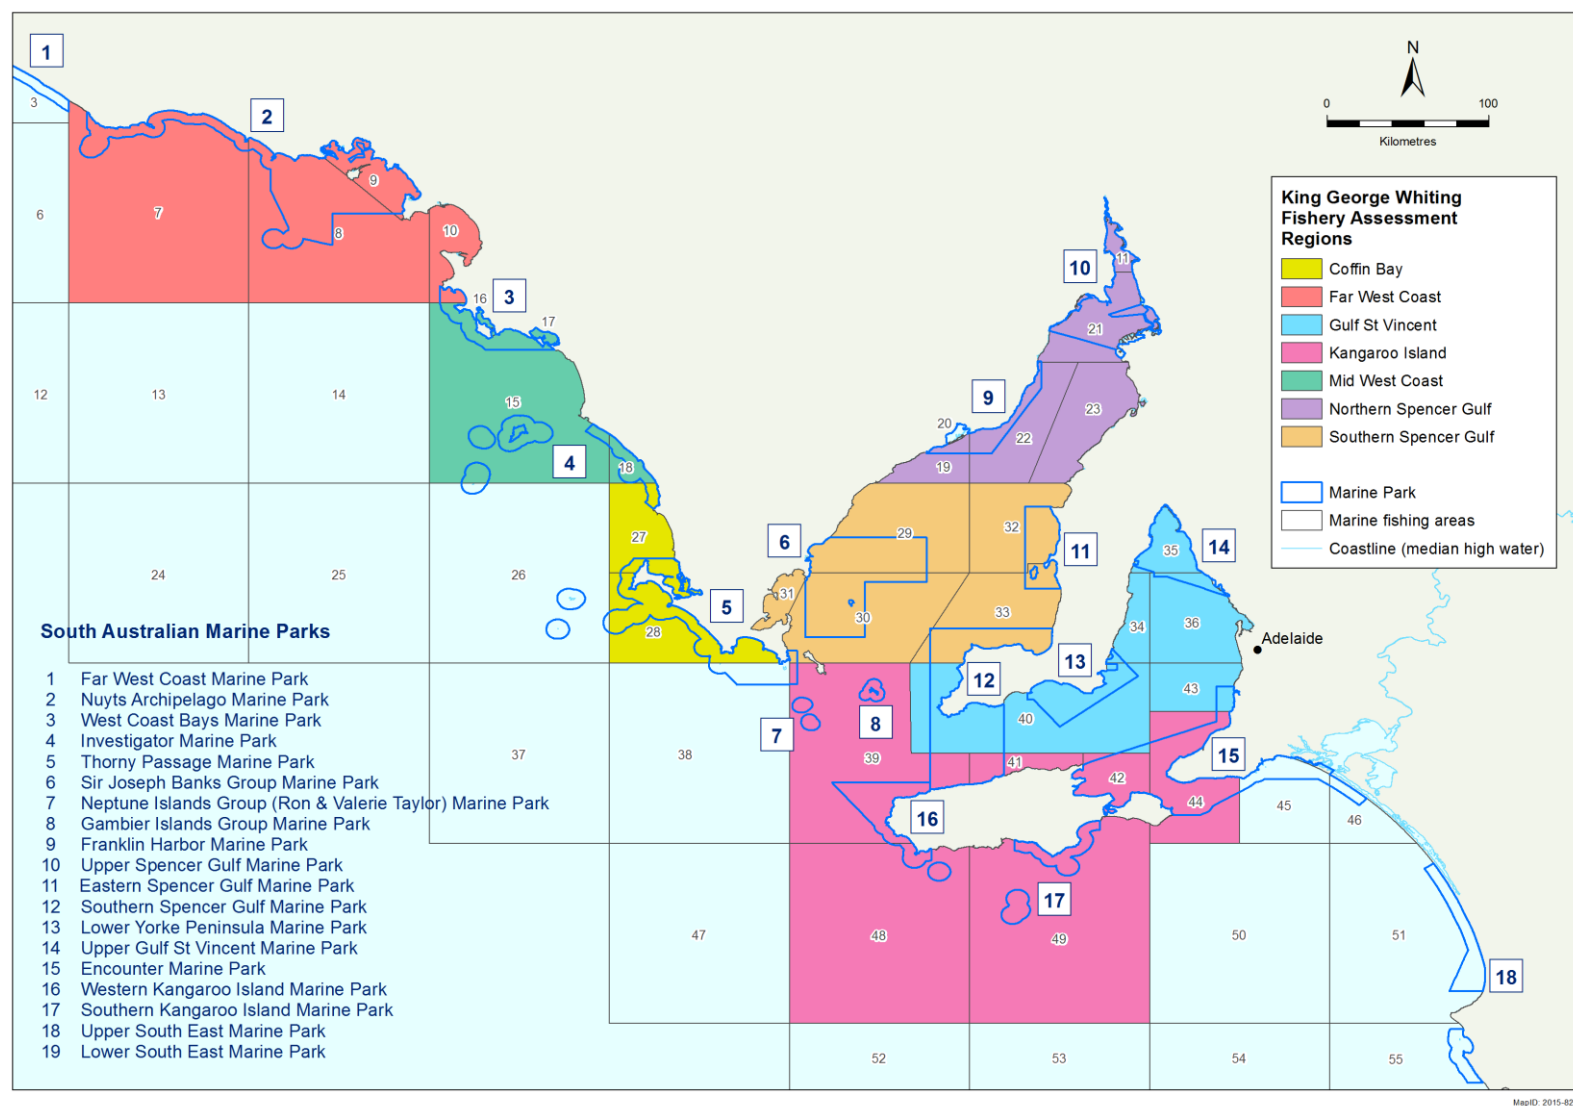 1
3
2
N
0
100
Kilometres
9
King George Whiting
Fishery Assessment
Regions
6
7
8
10
11
10
Coffin Bay
16
3
Far West Coast
17
21
Gulf St Vincent
Kangaroo Island
12
13
14
15
9
23
Mid West Coast
20
22
Northern Spencer Gulf
4
18
19
Southern Spencer Gulf
Marine Park
27
6
29
32
11
14
Marine fishing areas
35
Coastline (median high water)
24
25
26
31
5
30
33
34
36
Adelaide
28
South Australian Marine Parks
12
13
43
1 Far West Coast Marine Park
2 Nuyts Archipelago Marine Park
3 West Coast Bays Marine Park
4 Investigator Marine Park
5 Thorny Passage Marine Park
6 Sir Joseph Banks Group Marine Park
7 Neptune Islands Group (Ron & Valerie Taylor) Marine Park
8 Gambier Islands Group Marine Park
9 Franklin Harbor Marine Park
10 Upper Spencer Gulf Marine Park
11 Eastern Spencer Gulf Marine Park
12 Southern Spencer Gulf Marine Park
13 Lower Yorke Peninsula Marine Park
14 Upper Gulf St Vincent Marine Park
15 Encounter Marine Park
16 Western Kangaroo Island Marine Park
17 Southern Kangaroo Island Marine Park
18 Upper South East Marine Park
19 Lower South East Marine Park
37
38
7
8
40
39
41
42
15
44
45
46
16
17
47
48
49
50
51
18
52
53
54
55
MapID: 2015-82